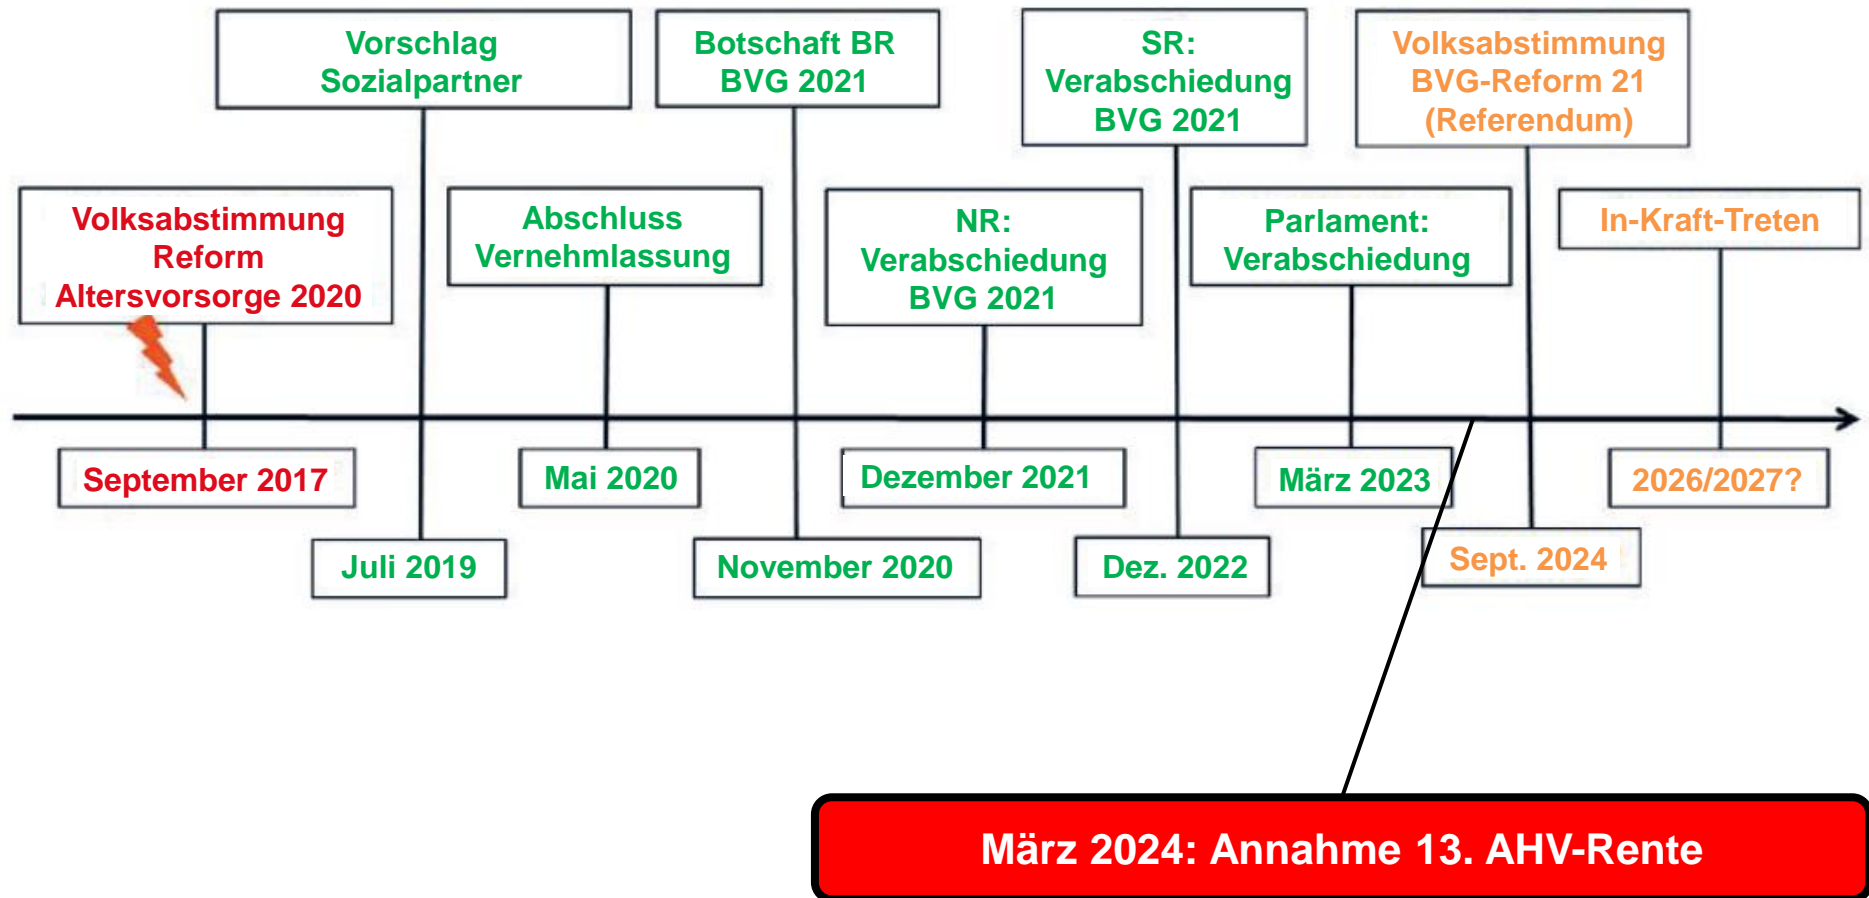 Vorschlag
Sozialpartner
Botschaft BR
BVG 2021
SR:
Verabschiedung
BVG 2021
Volksabstimmung
BVG-Reform 21
(Referendum)
Volksabstimmung
Reform
Altersvorsorge 2020
Abschluss
Vernehmlassung
NR:
Verabschiedung
BVG 2021
Parlament:
Verabschiedung
In-Kraft-Treten
September 2017
Mai 2020
Dezember 2021
März 2023
2026/2027?
Juli 2019
November 2020
Dez. 2022
Sept. 2024
März 2024: Annahme 13. AHV-Rente